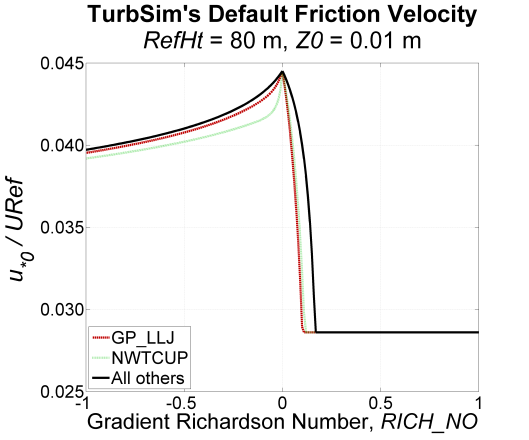 TurbSim's Default Friction Velocity
RefHt = 80 m, Z0 = 0.01 m
u*0 / URef
0.045
0.040
0.035
0.030
0.025
GP_LLJ
NWTCUP
All others
-1 -0.5 0 0.5 1
Gradient Richardson Number, RICH_NO